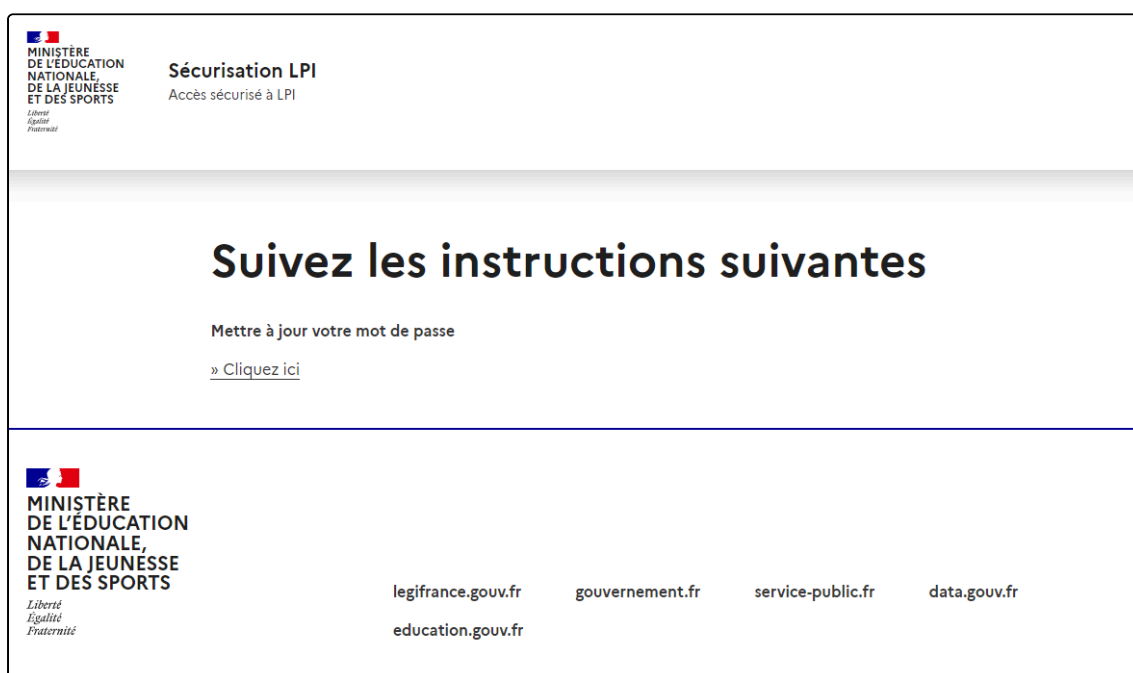 MINISTÈRE
DE L'ÉDUCATION
NATIONALE,
DE LA JEUNESSE
ET DES SPORTS
Liberté
Égalité
Fraternité
Sécurisation LPI
Accès sécurisé à LPI
Suivez les instructions suivantes
Mettre à jour votre mot de passe
» Cliquez ici
MINISTÈRE
DE L'ÉDUCATION
NATIONALE,
DE LA JEUNESSE
ET DES SPORTS
Liberté
Égalité
Fraternité
legifrance.gouv.fr gouvernement.fr service-public.fr data.gouv.fr
education.gouv.fr